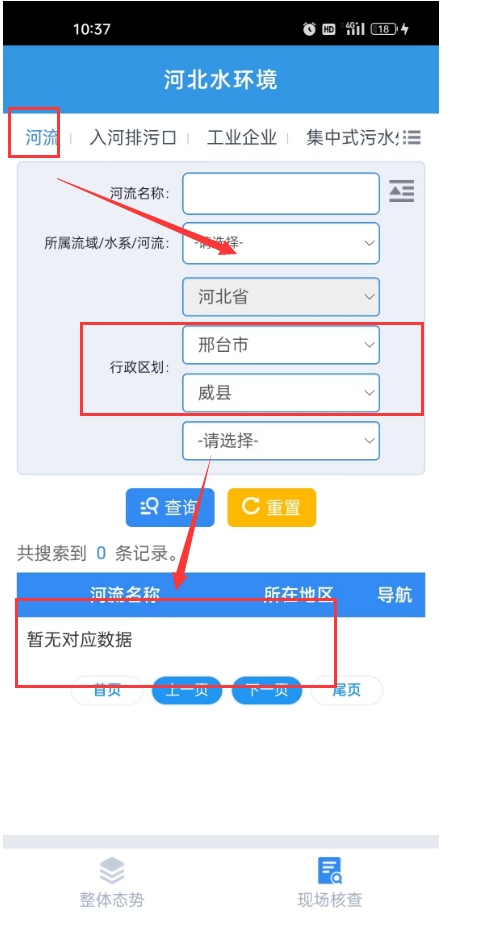 10:37 HD 4G 18
河北水环境
河流 入河排污口 工业企业 集中式污水
河流名称:
所属流域/水系/河流: -请选择-
河北省
行政区划: 邢台市
威县
-请选择-
查询 重置
共搜索到 0 条记录。
河流名称 所在地区 导航
暂无对应数据
首页 上一页 下一页 尾页
整体态势 现场核查